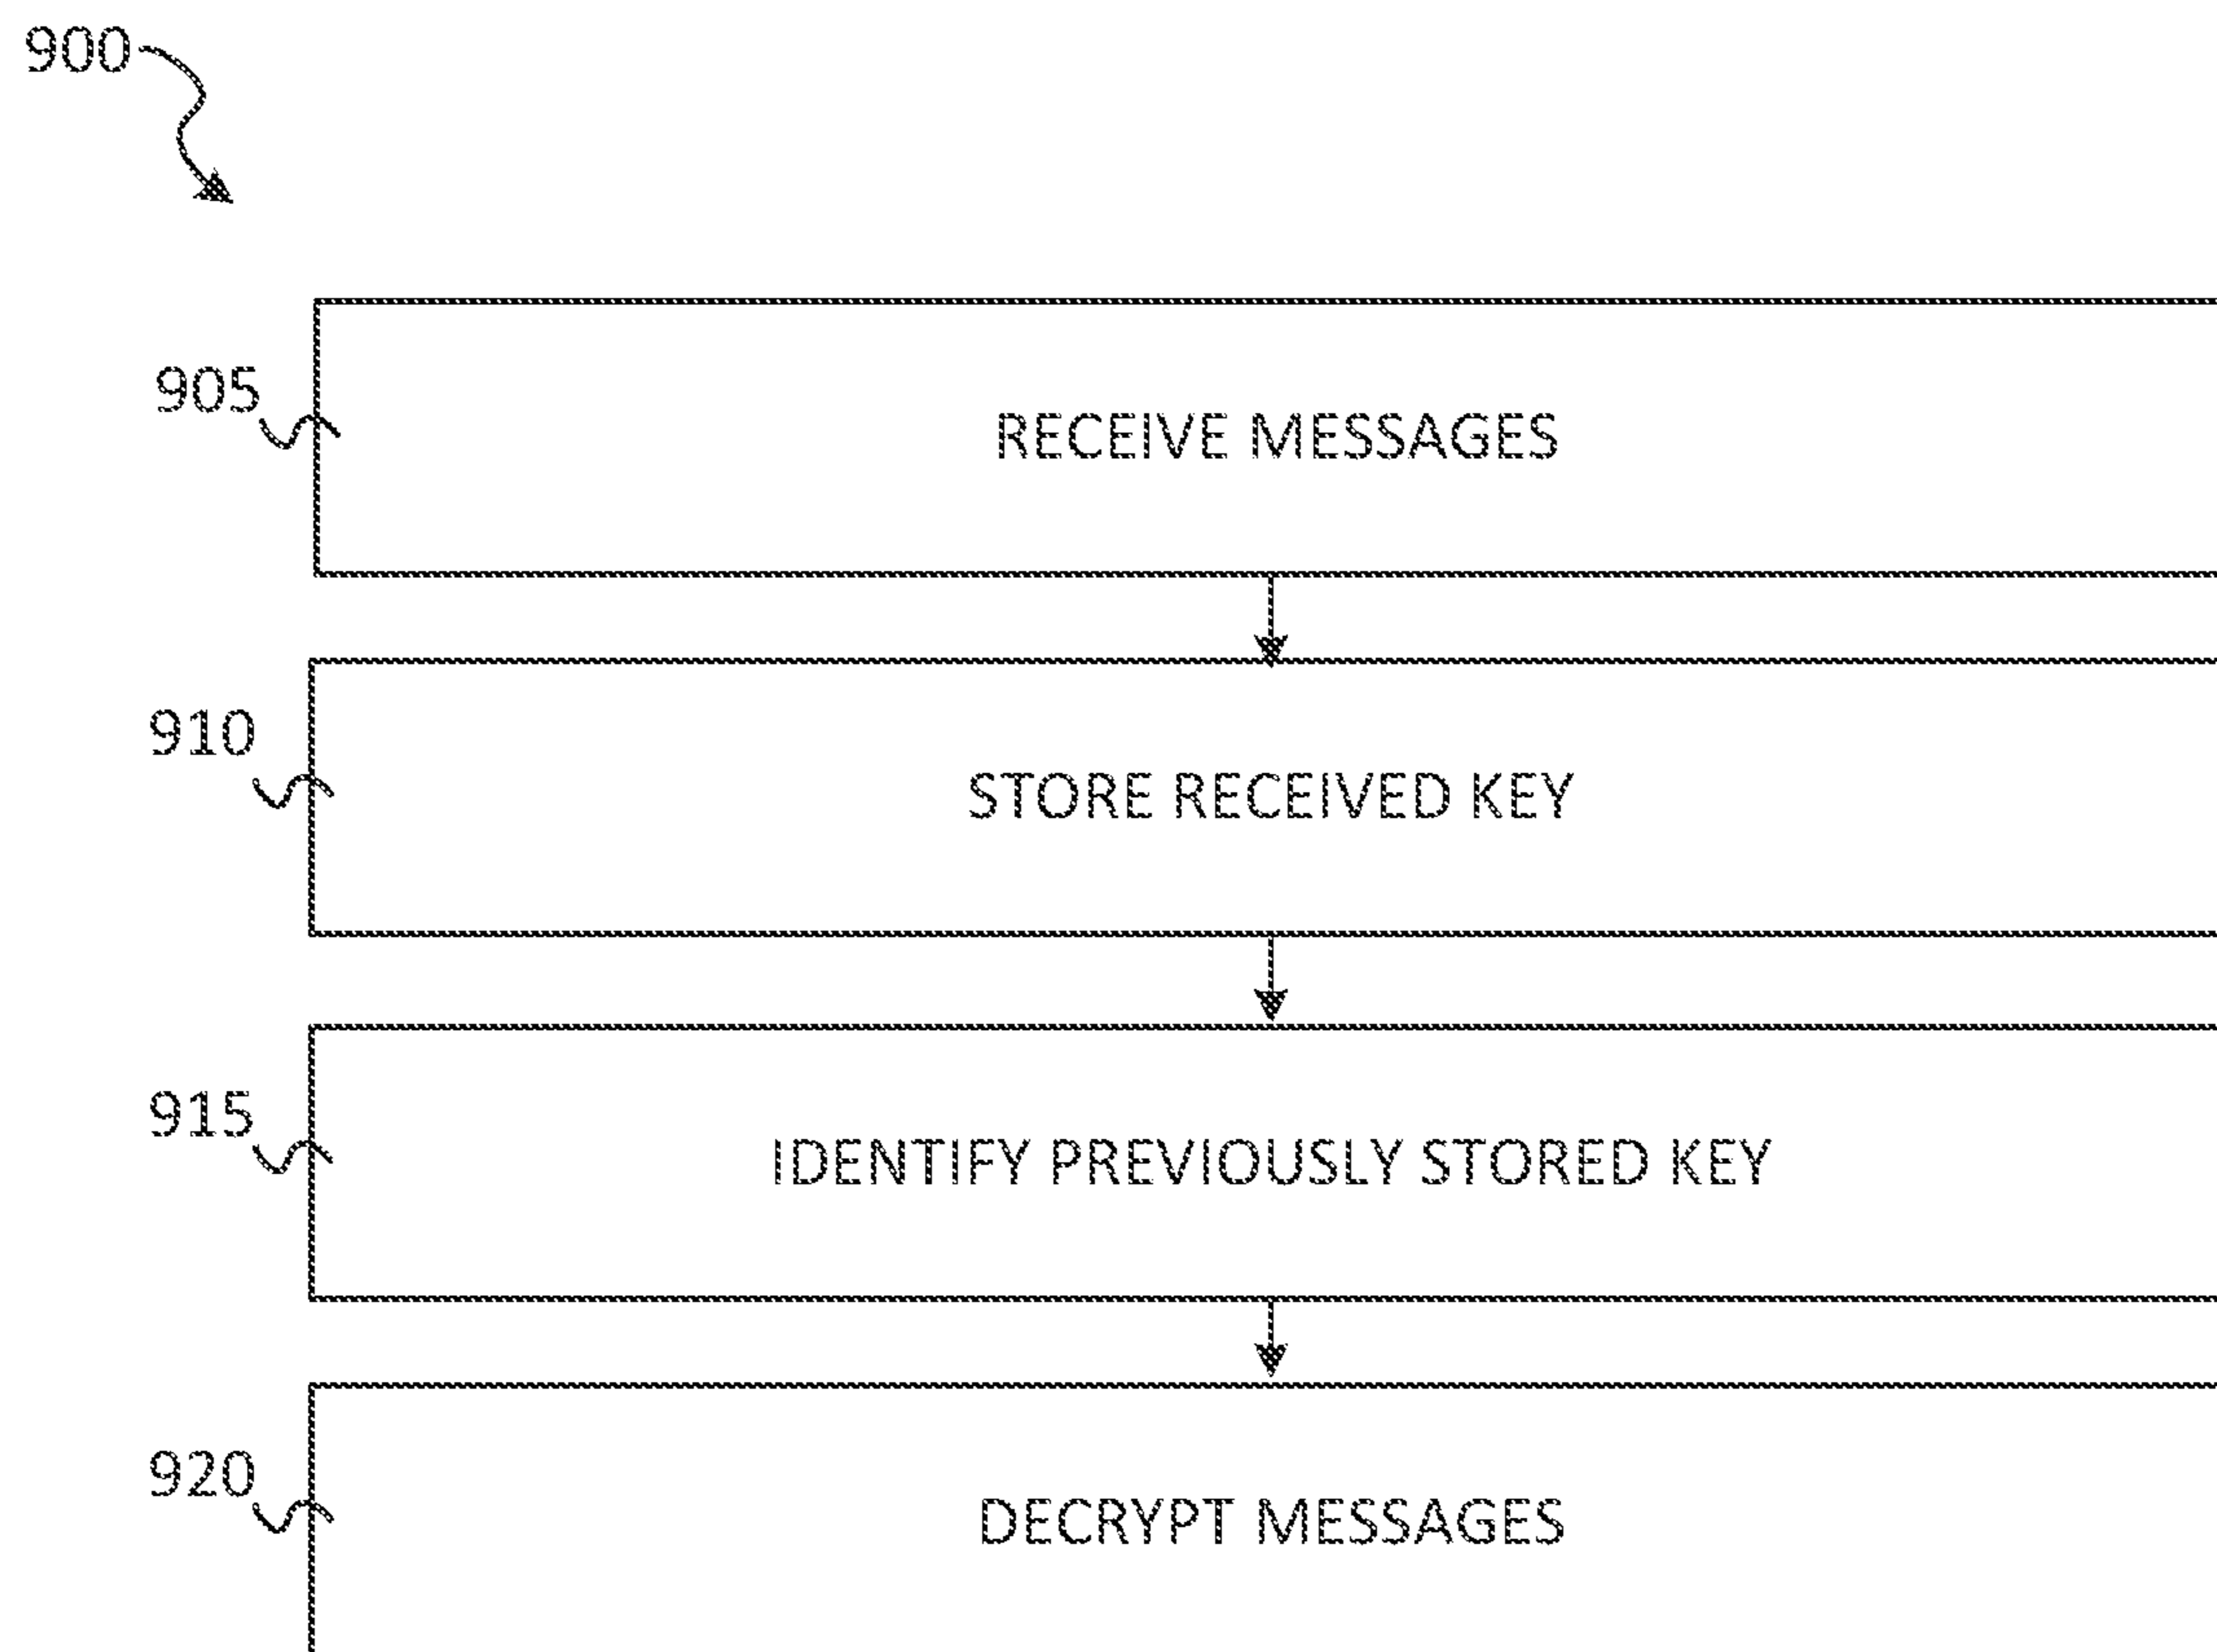 900
905
RECEIVE MESSAGES
910
STORE RECEIVED KEY
915
IDENTIFY PREVIOUSLY STORED KEY
920
DECRYPT MESSAGES